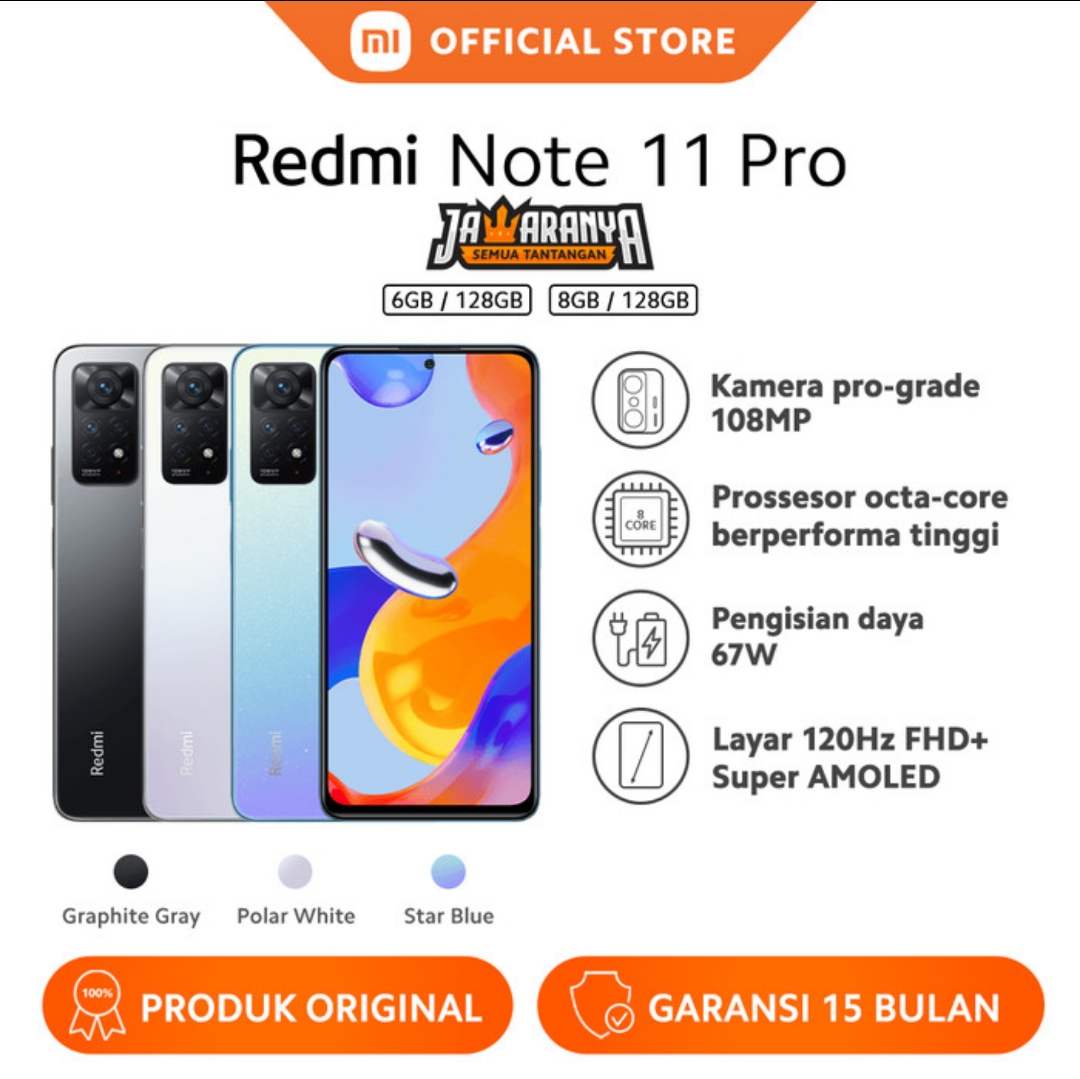 mi OFFICIAL STORE
Redmi Note 11 Pro
JAWARANYA
SEMUA TANTANGAN
6GB / 128GB 8GB / 128GB
Kamera pro-grade
108MP
8
CORE
Prossesor octa-core
berperforma tinggi
Pengisian daya
67W
Layar 120Hz FHD+
Super AMOLED
Redmi
Redmi
Redmi
Graphite Gray Polar White Star Blue
100% PRODUK ORIGINAL
GARANSI 15 BULAN